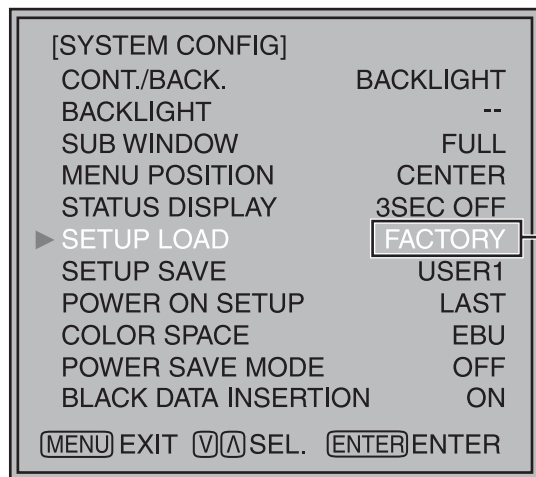 [SYSTEM CONFIG]
CONT./BACK. BACKLIGHT
BACKLIGHT --
SUB WINDOW FULL
MENU POSITION CENTER
STATUS DISPLAY 3SEC OFF
▶ SETUP LOAD FACTORY
SETUP SAVE USER1
POWER ON SETUP LAST
COLOR SPACE EBU
POWER SAVE MODE OFF
BLACK DATA INSERTION ON
MENU EXIT V Λ SEL. ENTER ENTER